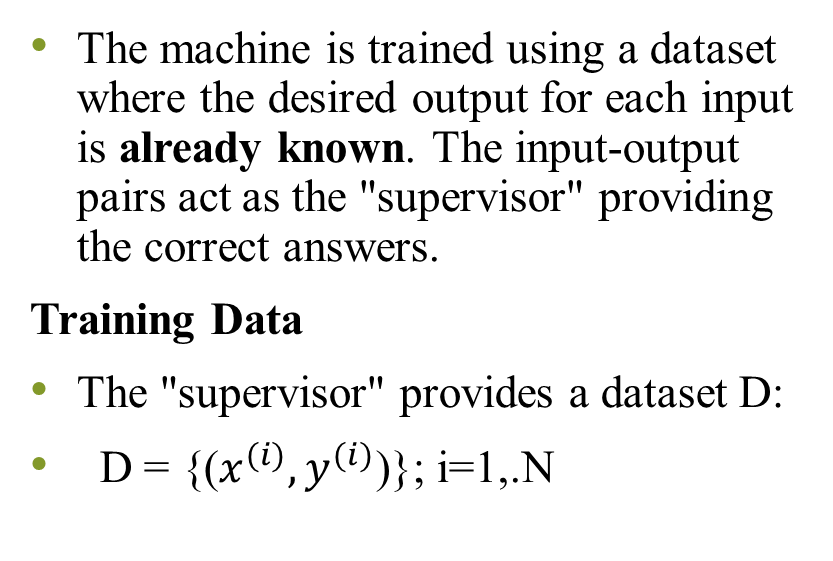 • The machine is trained using a dataset
where the desired output for each input
is already known. The input-output
pairs act as the "supervisor" providing
the correct answers.
Training Data
• The "supervisor" provides a dataset D:
• D = {(x^(i), y^(i))}; i=1,.N